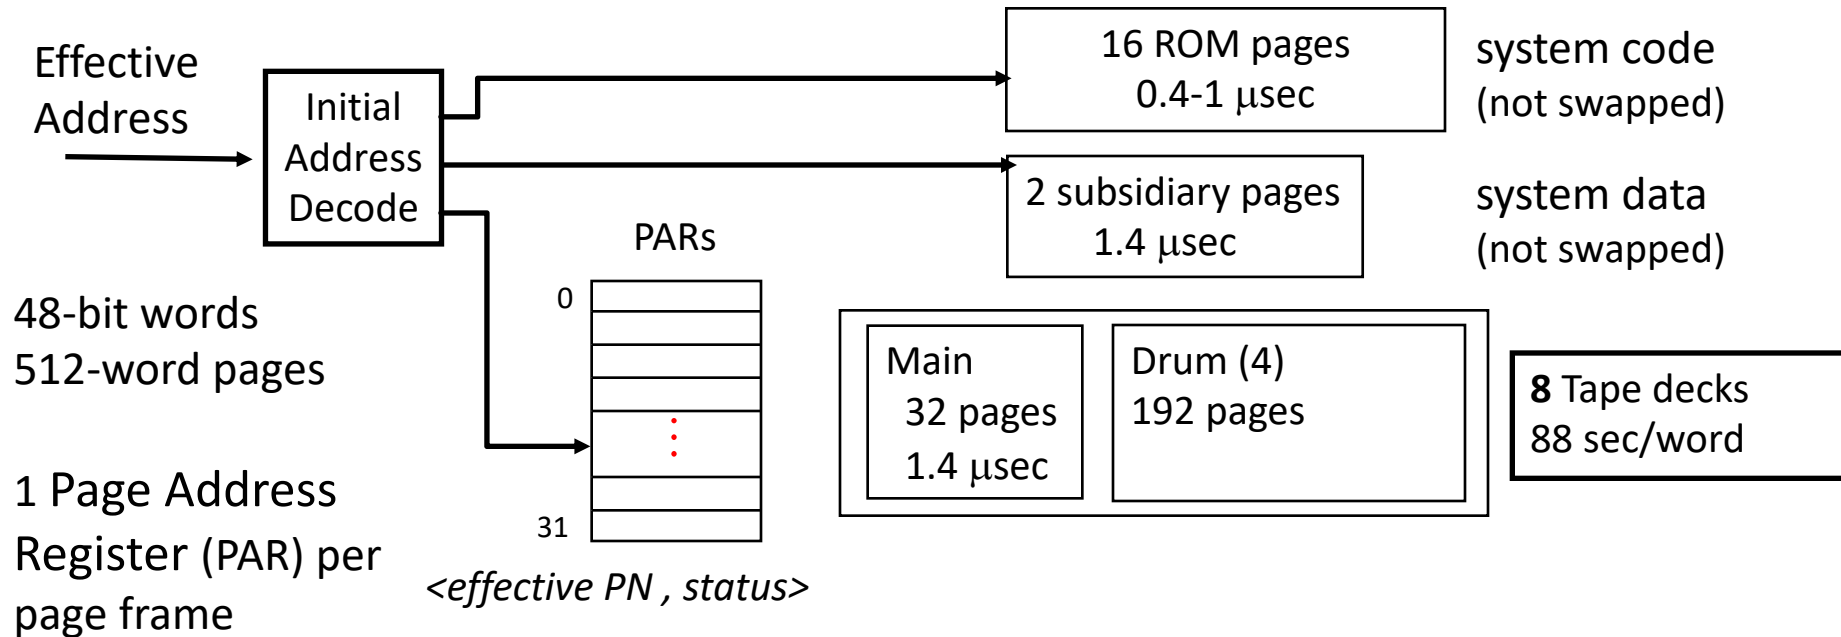 Effective
Address
Initial
Address
Decode
16 ROM pages
0.4-1 μsec
system code
(not swapped)
2 subsidiary pages
1.4 μsec
system data
(not swapped)
PARs
0
31
<effective PN , status>
48-bit words
512-word pages
1 Page Address
Register (PAR) per
page frame
Main
32 pages
1.4 μsec
Drum (4)
192 pages
8 Tape decks
88 sec/word